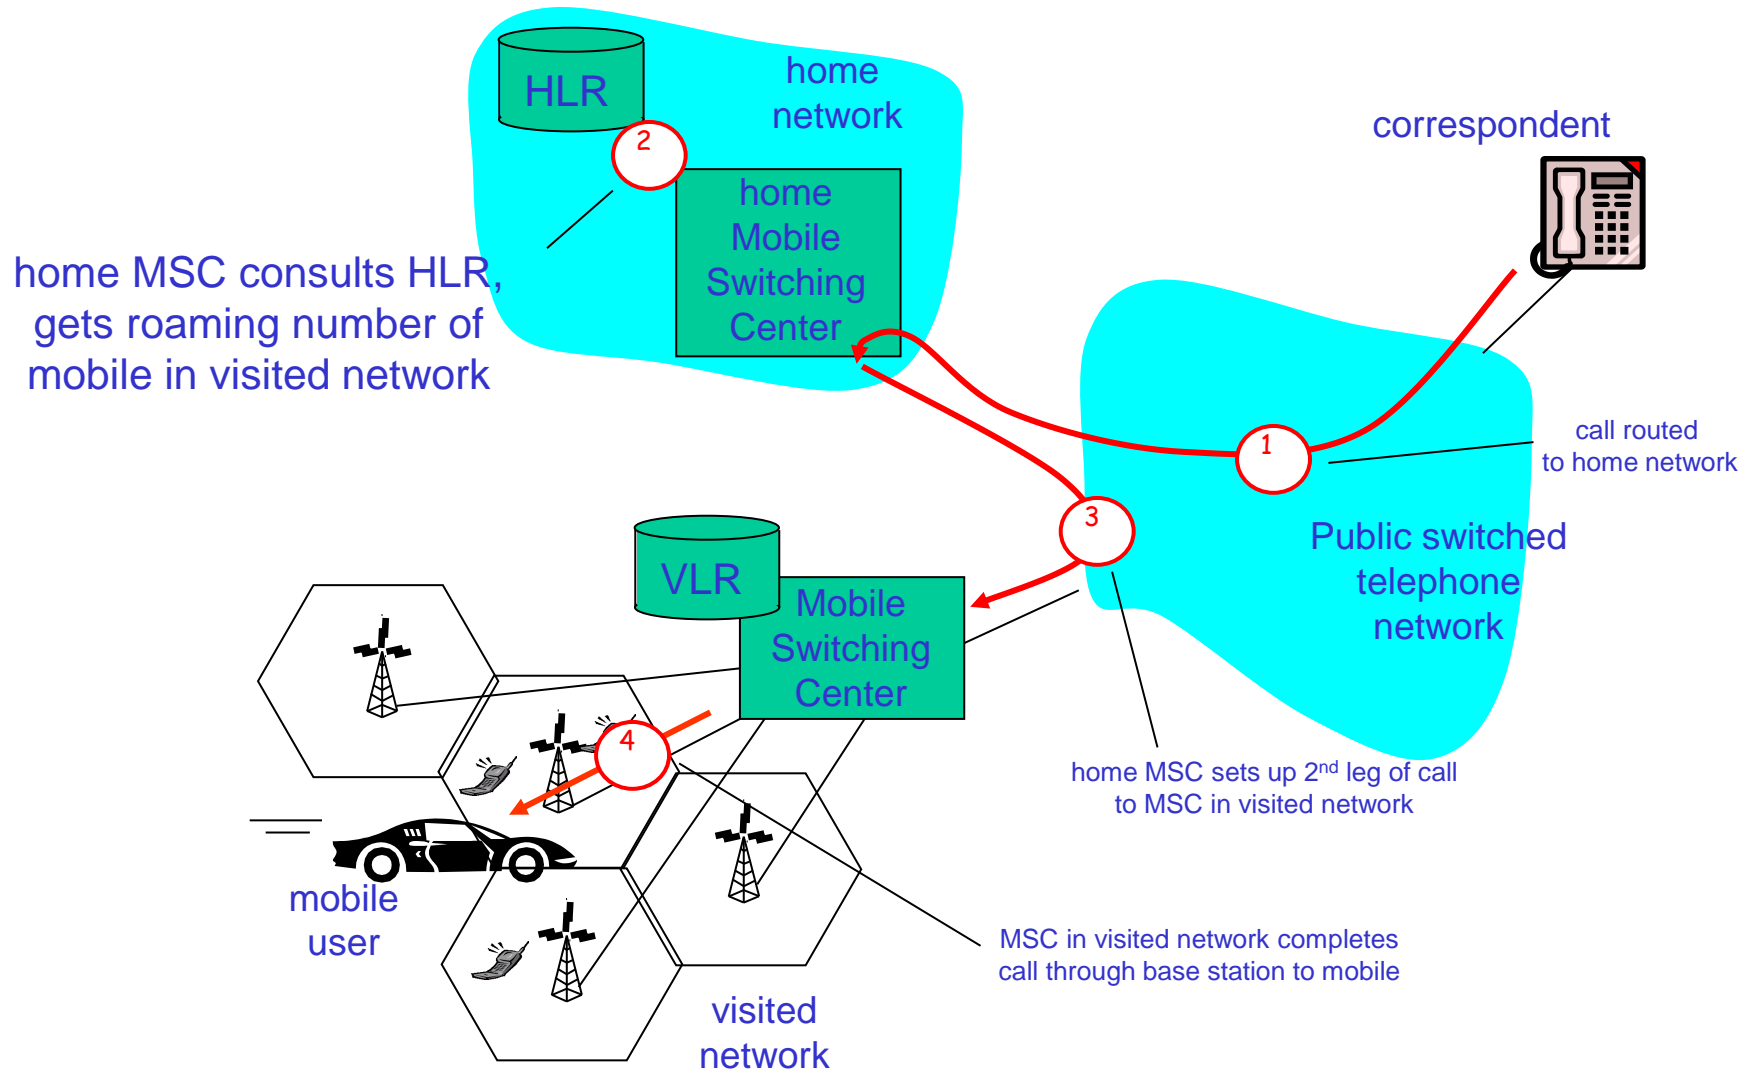 HLR
home
network
2
correspondent
home
Mobile
Switching
Center
home MSC consults HLR,
gets roaming number of
mobile in visited network
1
call routed
to home network
3
Public switched
telephone
network
VLR
Mobile
Switching
Center
4
home MSC sets up 2nd leg of call
to MSC in visited network
mobile
user
MSC in visited network completes
call through base station to mobile
visited
network